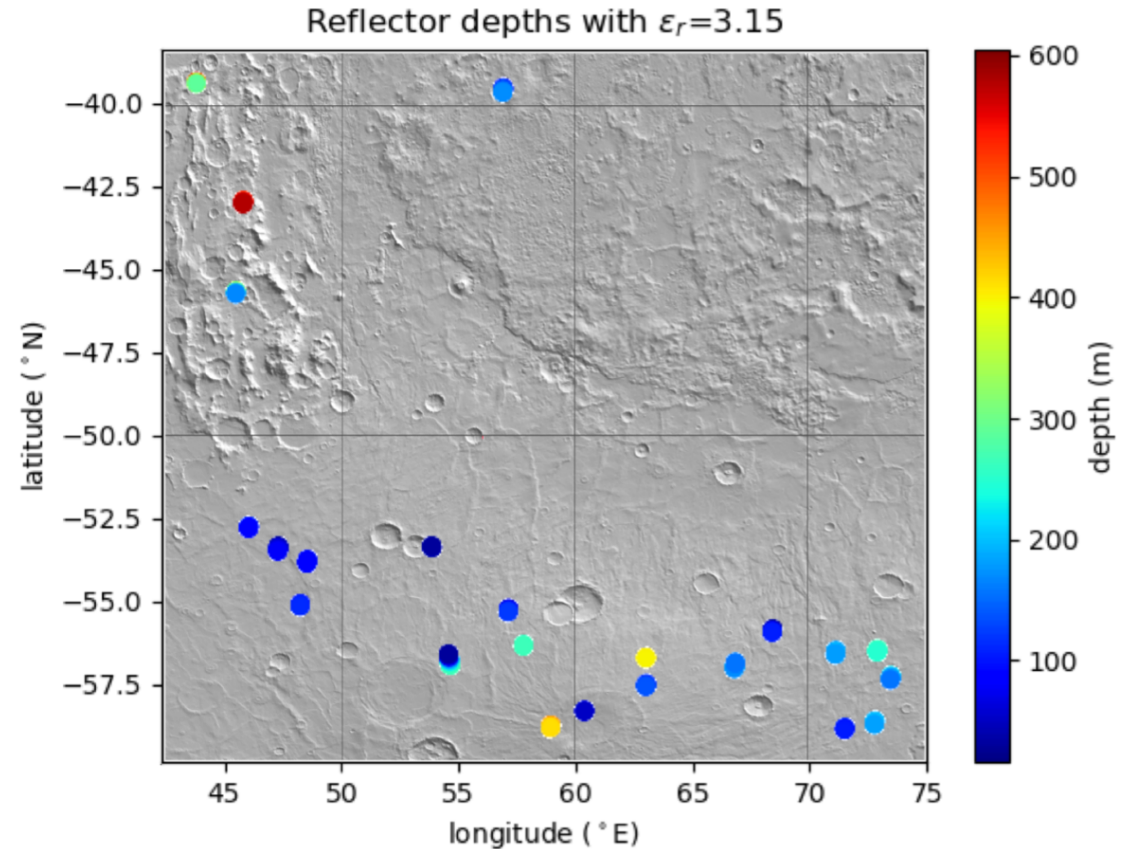 Reflector depths with εr=3.15
−40.0
−42.5
−45.0
−47.5
−50.0
−52.5
−55.0
−57.5
latitude (°N)
45 50 55 60 65 70 75
longitude (°E)
600
500
400
300
200
100
depth (m)